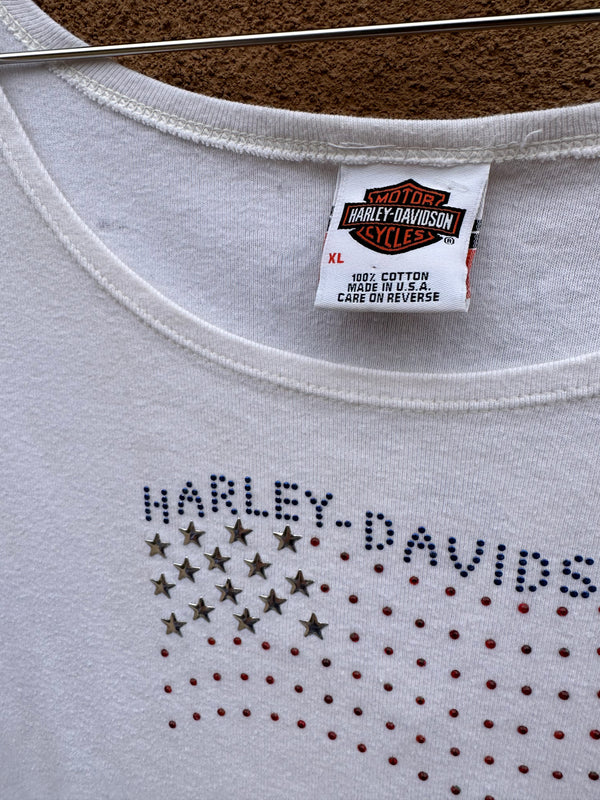 MOTOR
HARLEY-DAVIDSON
CYCLES
®
XL
100% COTTON
MADE IN U.S.A.
CARE ON REVERSE
HARLEY-DAVIDS